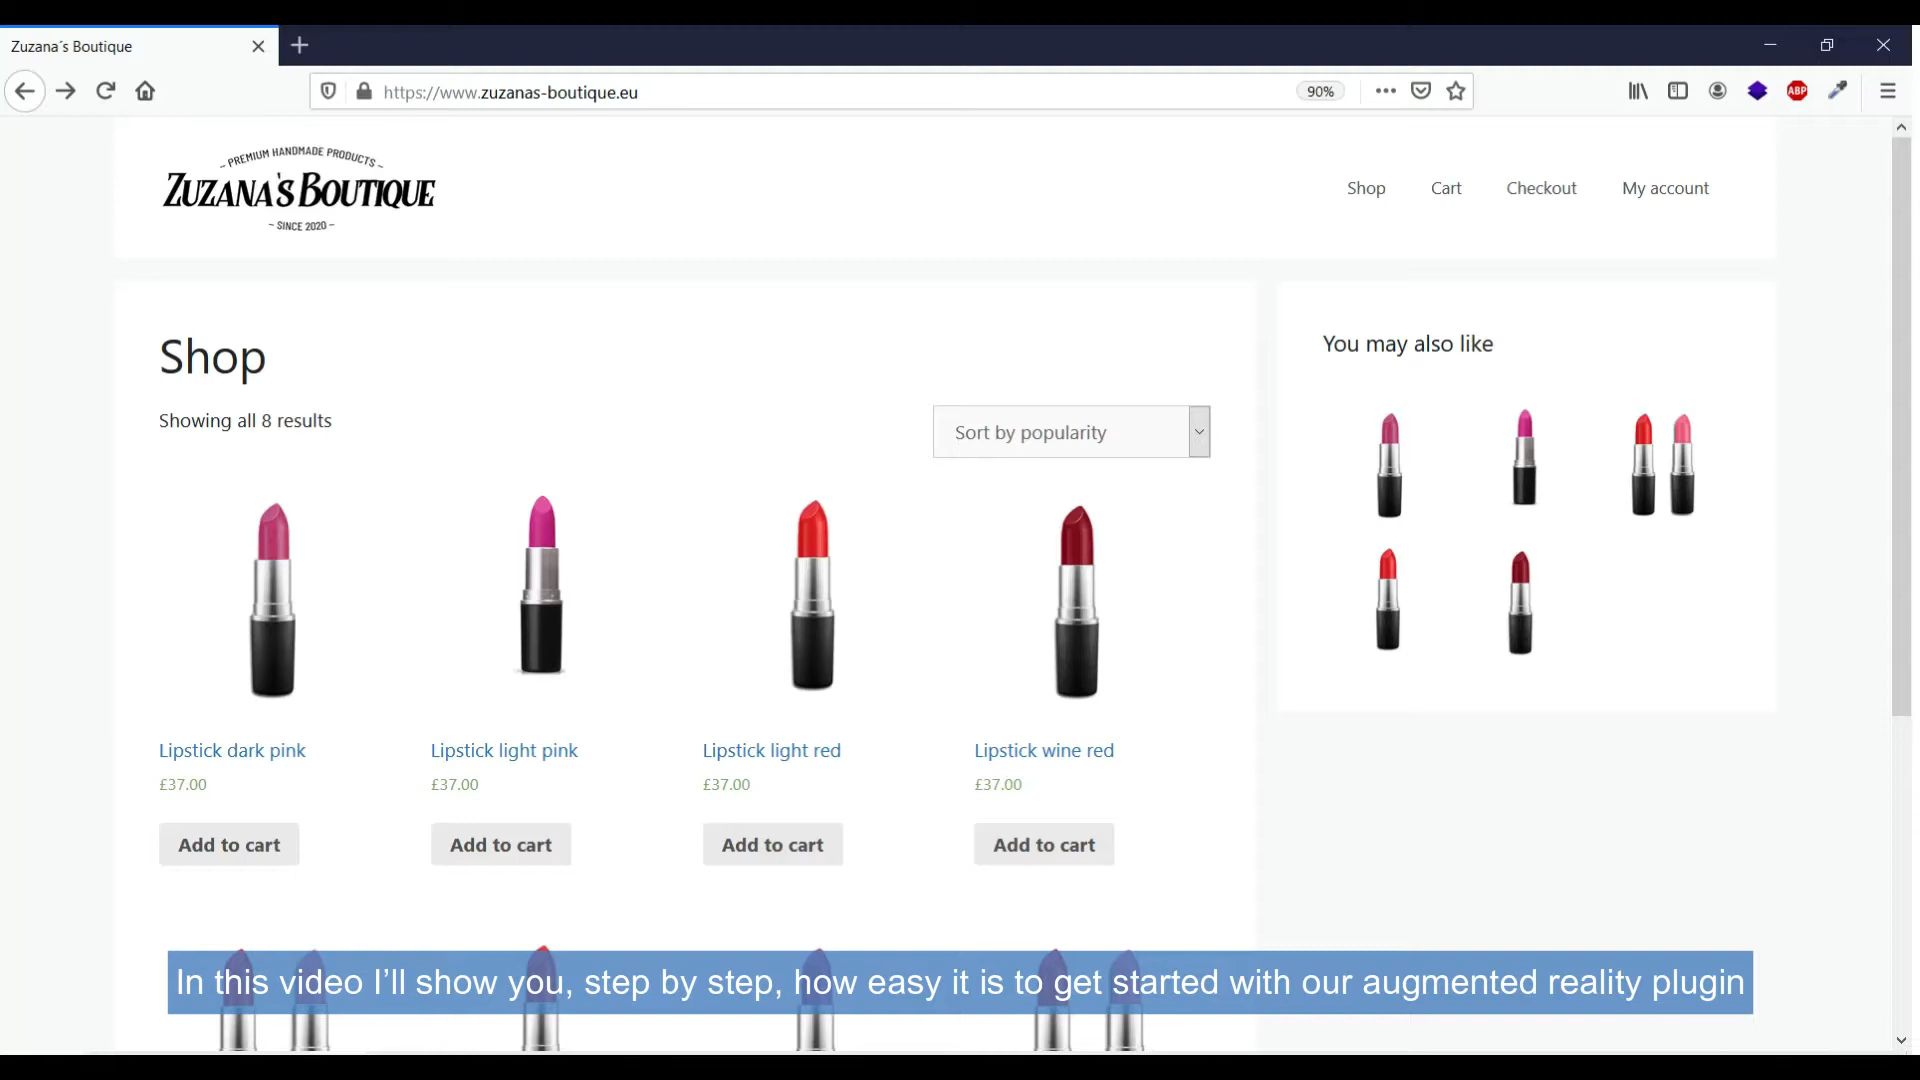 Zuzana´s Boutique
https://www.zuzanas-boutique.eu
90%
ABP
~ PREMIUM HANDMADE PRODUCTS ~
ZUZANA'S BOUTIQUE
~ SINCE 2020 ~
Shop Cart Checkout My account
Shop
Showing all 8 results
Sort by popularity
You may also like
Lipstick dark pink Lipstick light pink Lipstick light red Lipstick wine red
£37.00 £37.00 £37.00 £37.00
Add to cart Add to cart Add to cart Add to cart
In this video I’ll show you, step by step, how easy it is to get started with our augmented reality plugin